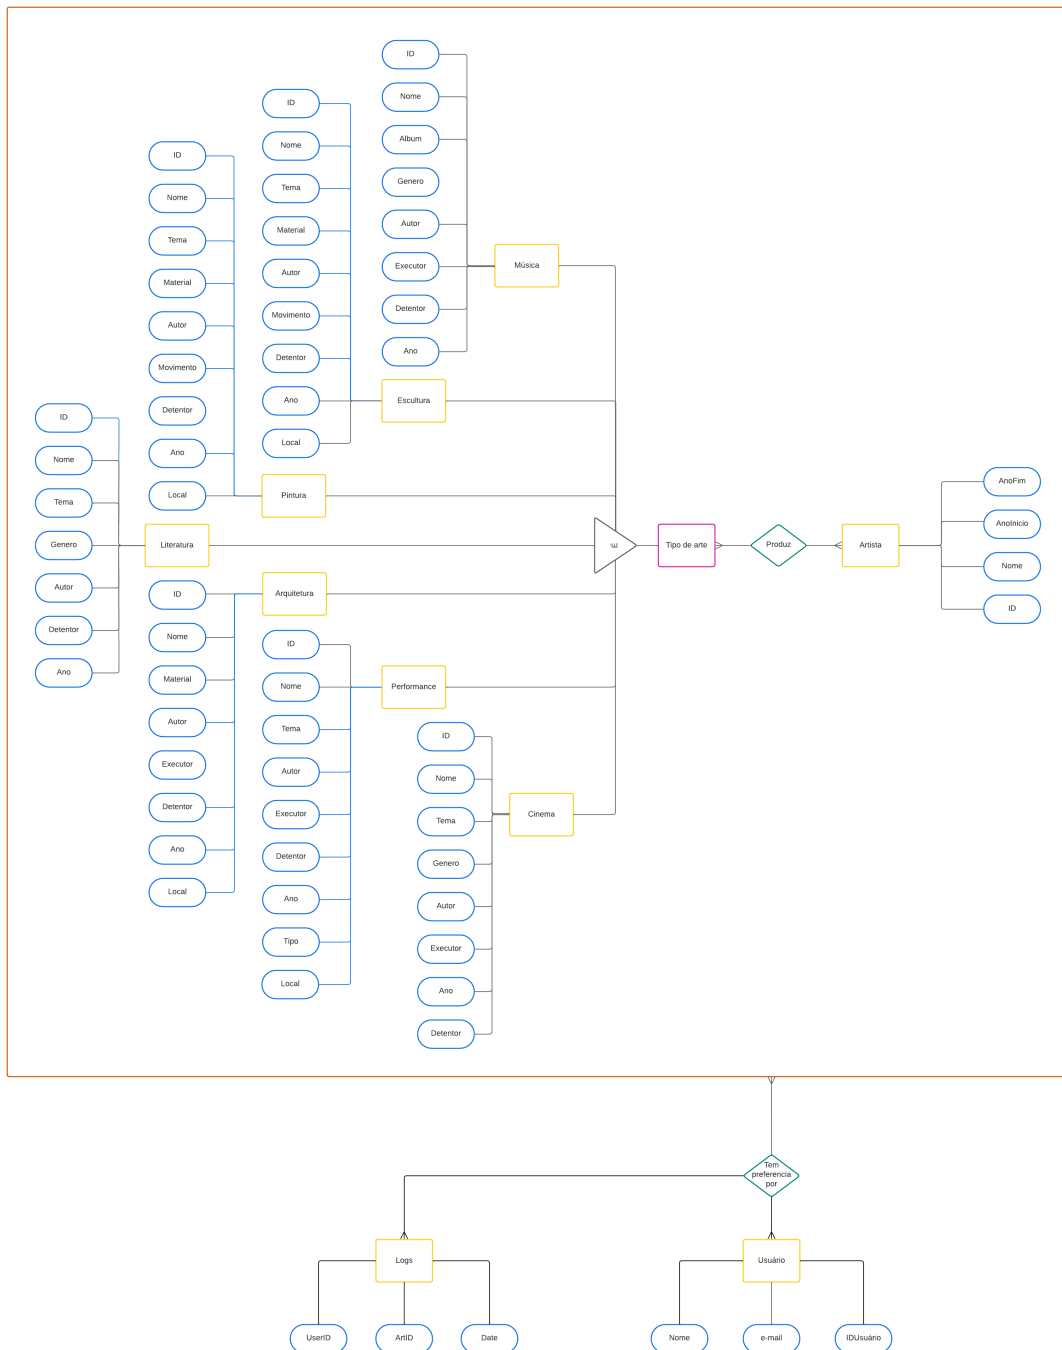 ID
Nome
Album
Genero
Autor
Executor
Detentor
Ano
Música
ID
Nome
Tema
Material
Autor
Movimento
Detentor
Ano
Local
Escultura
ID
Nome
Tema
Material
Autor
Movimento
Detentor
Ano
Local
Pintura
ID
Nome
Tema
Genero
Autor
Detentor
Ano
Literatura
ID
Nome
Material
Autor
Executor
Detentor
Ano
Local
Arquitetura
ID
Nome
Tema
Autor
Executor
Detentor
Ano
Tipo
Local
Performance
ID
Nome
Tema
Genero
Autor
Executor
Ano
Detentor
Cinema
Tipo de arte
Produz
Artista
AnoFim
AnoInicio
Nome
ID
Tem
preferencia
por
Logs
UserID
ArtID
Date
Usuário
Nome
e-mail
IDUsuário